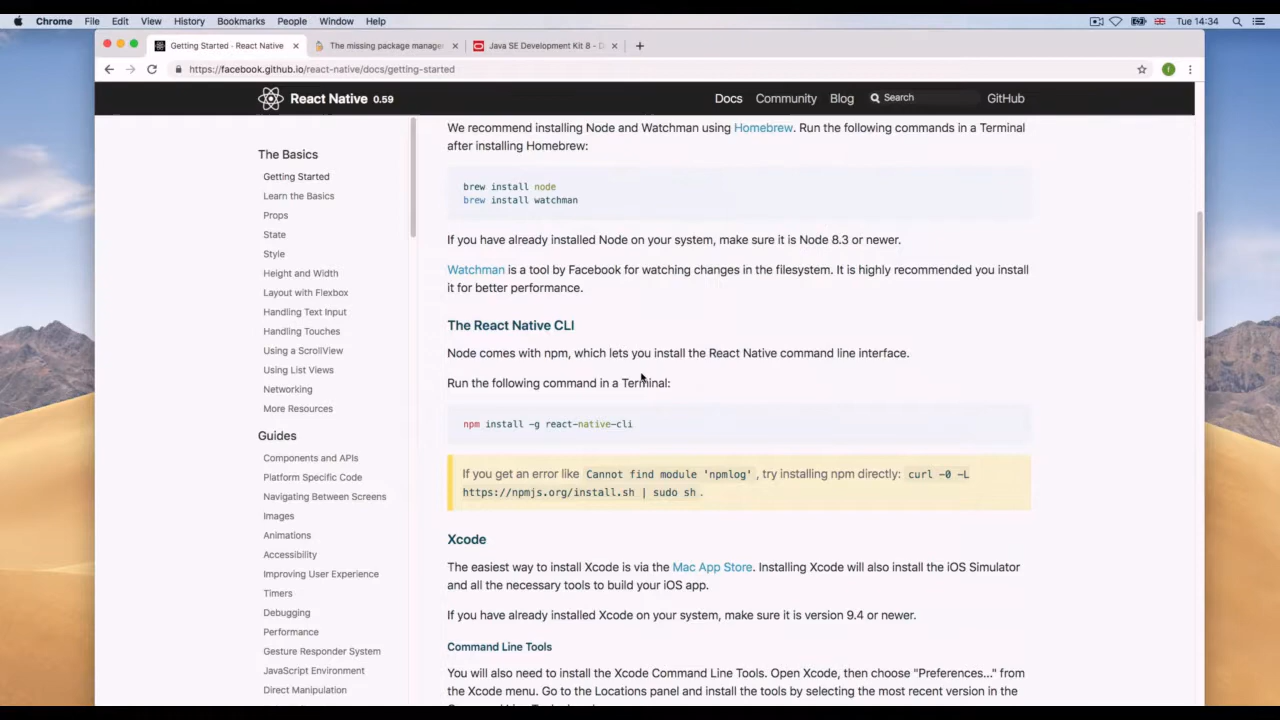 Chrome File Edit View History Bookmarks People Window Help Tue 14:34
Getting Started · React Native The missing package manage Java SE Development Kit 8 - D
https://facebook.github.io/react-native/docs/getting-started
React Native 0.59 Docs Community Blog Search GitHub
The Basics
Getting Started
Learn the Basics
Props
State
Style
Height and Width
Layout with Flexbox
Handling Text Input
Handling Touches
Using a ScrollView
Using List Views
Networking
More Resources
Guides
Components and APIs
Platform Specific Code
Navigating Between Screens
Images
Animations
Accessibility
Improving User Experience
Timers
Debugging
Performance
Gesture Responder System
JavaScript Environment
Direct Manipulation
We recommend installing Node and Watchman using Homebrew. Run the following commands in a Terminal
after installing Homebrew:
brew install node
brew install watchman
If you have already installed Node on your system, make sure it is Node 8.3 or newer.
Watchman is a tool by Facebook for watching changes in the filesystem. It is highly recommended you install
it for better performance.
The React Native CLI
Node comes with npm, which lets you install the React Native command line interface.
Run the following command in a Terminal:
npm install -g react-native-cli
If you get an error like Cannot find module 'npmlog' , try installing npm directly: curl -0 -L
https://npmjs.org/install.sh | sudo sh .
Xcode
The easiest way to install Xcode is via the Mac App Store. Installing Xcode will also install the iOS Simulator
and all the necessary tools to build your iOS app.
If you have already installed Xcode on your system, make sure it is version 9.4 or newer.
Command Line Tools
You will also need to install the Xcode Command Line Tools. Open Xcode, then choose "Preferences..." from
the Xcode menu. Go to the Locations panel and install the tools by selecting the most recent version in the